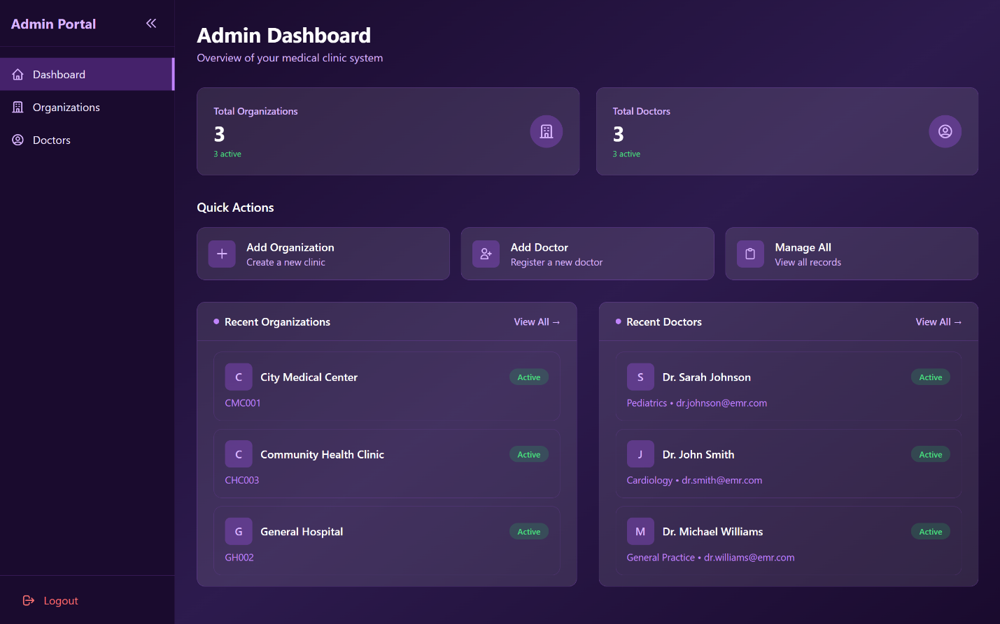 Admin Portal
Dashboard
Organizations
Doctors
Logout
Admin Dashboard
Overview of your medical clinic system
Total Organizations
3
3 active
Total Doctors
3
3 active
Quick Actions
Add Organization
Create a new clinic
Add Doctor
Register a new doctor
Manage All
View all records
Recent Organizations
View All →
C
City Medical Center
Active
CMC001
C
Community Health Clinic
Active
CHC003
G
General Hospital
Active
GH002
Recent Doctors
View All →
S
Dr. Sarah Johnson
Active
Pediatrics • dr.johnson@emr.com
J
Dr. John Smith
Active
Cardiology • dr.smith@emr.com
M
Dr. Michael Williams
Active
General Practice • dr.williams@emr.com